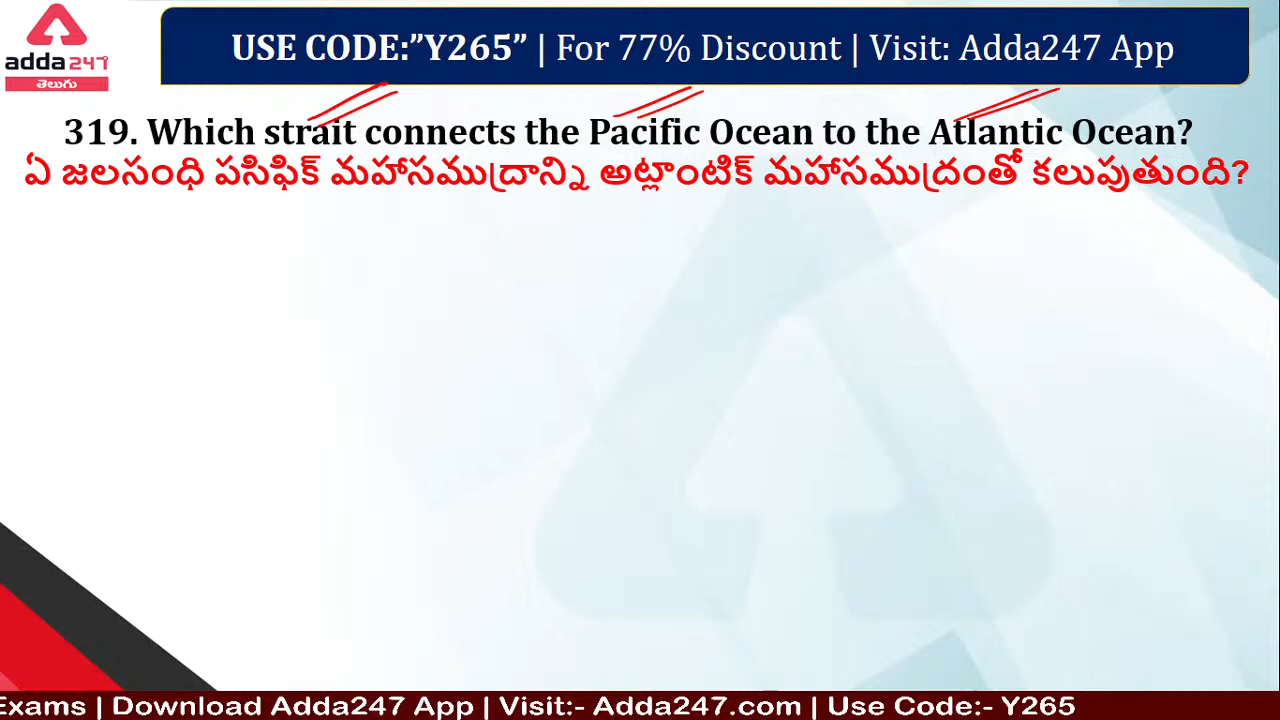 USE CODE:”Y265” | For 77% Discount | Visit: Adda247 App
adda247
తెలుగు
319. Which strait connects the Pacific Ocean to the Atlantic Ocean?
ఏ జలసంధి పసిఫిక్ మహాసముద్రాన్ని అట్లాంటిక్ మహాసముద్రంతో కలుపుతుంది?
Exams | Download Adda247 App | Visit:- Adda247.com | Use Code:- Y265